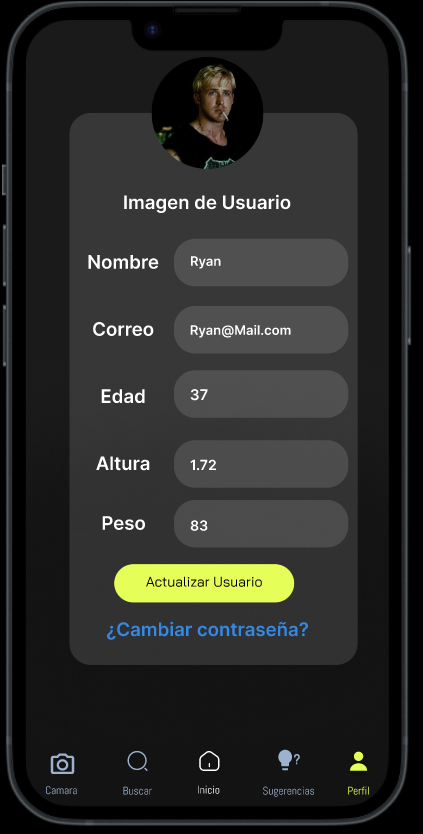 Imagen de Usuario
Nombre Ryan
Correo Ryan@Mail.com
Edad 37
Altura 1.72
Peso 83
Actualizar Usuario
¿Cambiar contraseña?
Camara Buscar Inicio Sugerencias Perfil